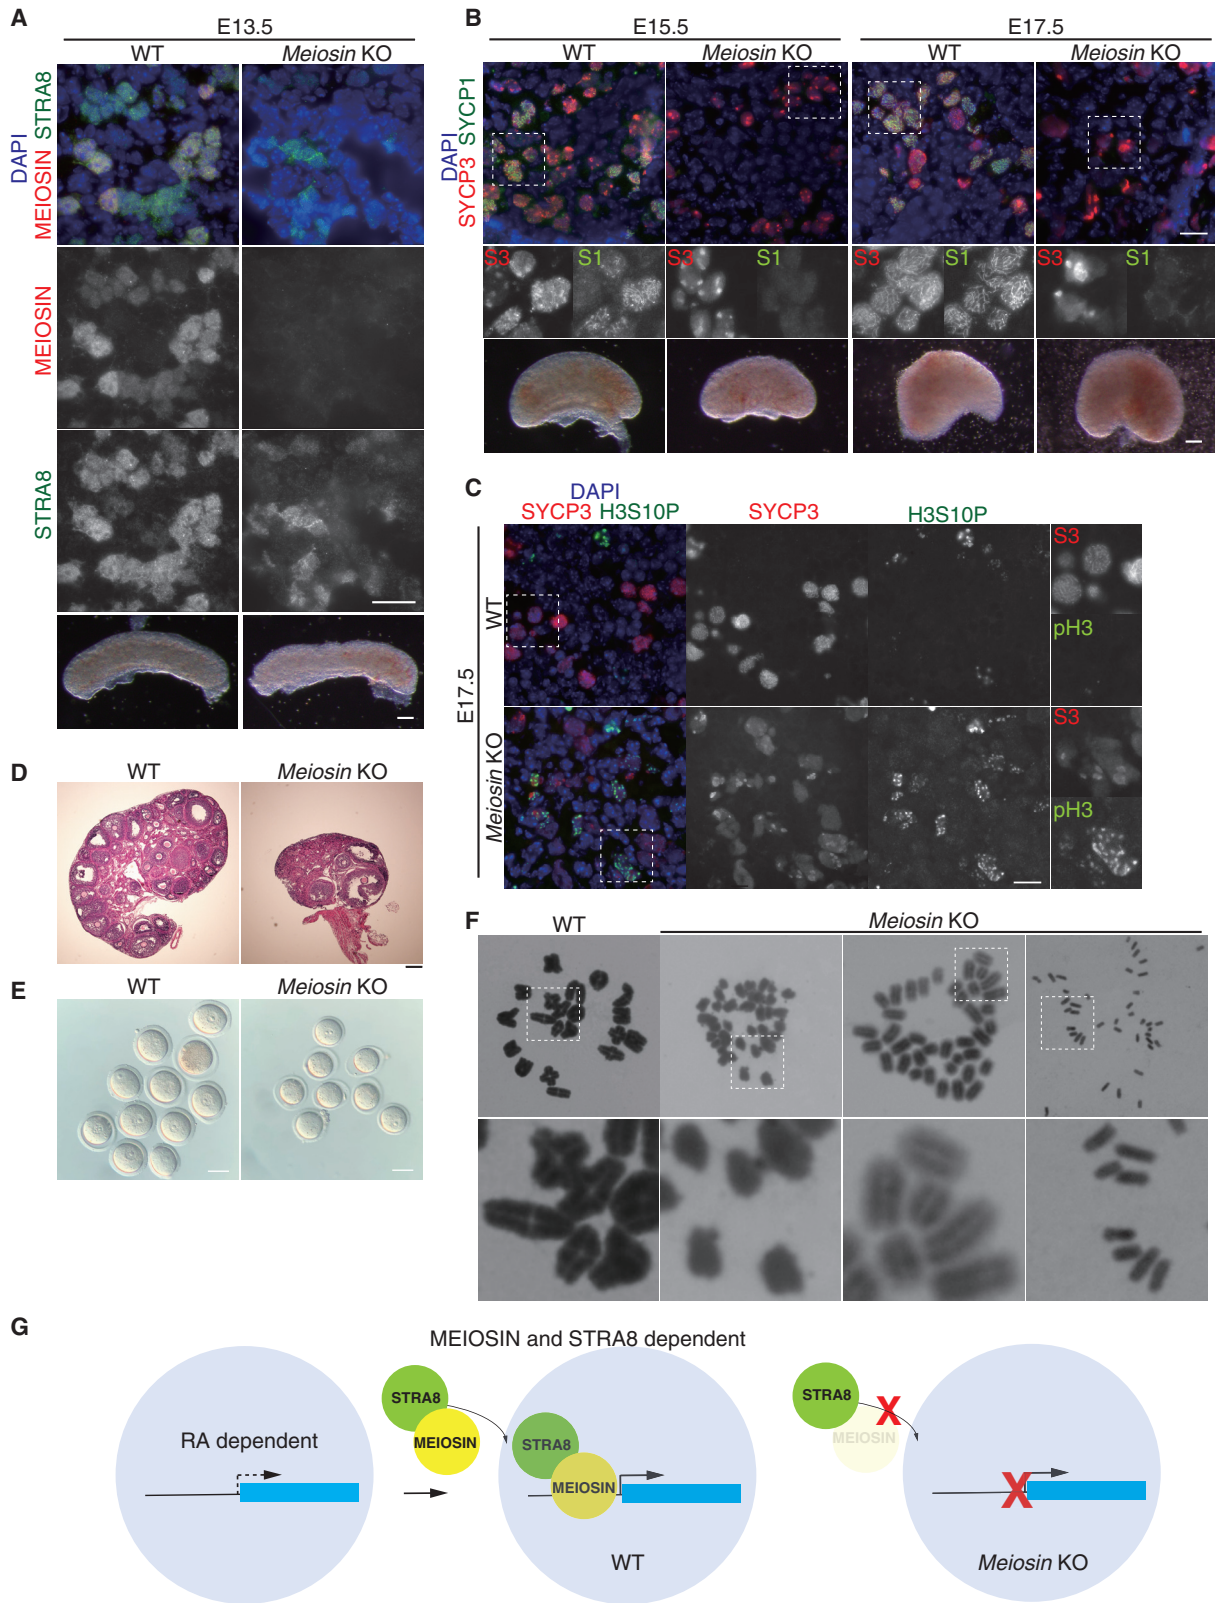 A
E13.5
WT
Meiosin KO
DAPI
MEIOSIN STRA8
MEIOSIN
STRA8
B
E15.5
E17.5
WT
Meiosin KO
WT
Meiosin KO
DAPI
SYCP3 SYCP1
S3
S1
S3
S1
S3
S1
S3
S1
C
DAPI
SYCP3 H3S10P
SYCP3
H3S10P
E17.5
WT
Meiosin KO
S3
pH3
S3
pH3
D
WT
Meiosin KO
E
WT
Meiosin KO
F
WT
Meiosin KO
G
MEIOSIN and STRA8 dependent
RA dependent
STRA8
MEIOSIN
STRA8
MEIOSIN
WT
STRA8
MEIOSIN
X
X
Meiosin KO